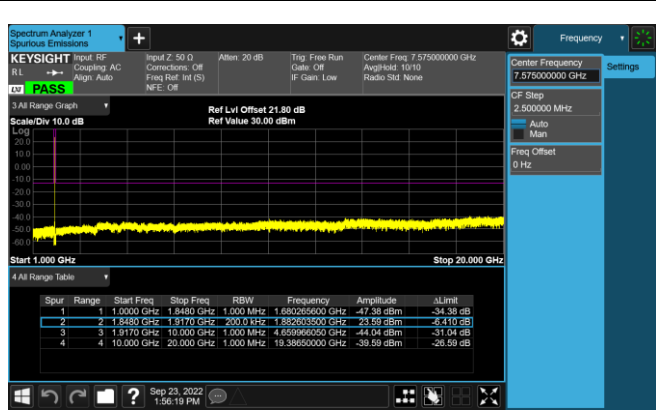 Spectrum Analyzer 1
Spurious Emissions
Frequency
KEYSIGHT
R L
LXI
PASS
Input: RF
Coupling: AC
Align: Auto
Input Z: 50 Ω
Corrections: Off
Freq Ref: Int (S)
NFE: Off
Atten: 20 dB
Trig: Free Run
Gate: Off
IF Gain: Low
Center Freq: 7.575000000 GHz
Avg|Hold: 10/10
Radio Std: None
Center Frequency
7.575000000 GHz
Settings
CF Step
2.500000 MHz
Auto
Man
Freq Offset
0 Hz
3 All Range Graph
Scale/Div 10.0 dB
Ref Lvl Offset 21.80 dB
Ref Value 30.00 dBm
Log
20.0
10.0
0.00
-10.0
-20.0
-30.0
-40.0
-50.0
-60.0
Start 1.000 GHz
Stop 20.000 GHz
4 All Range Table
Spur Range Start Freq Stop Freq RBW Frequency Amplitude ΔLimit
1 1 1.0000 GHz 1.8480 GHz 1.000 MHz 1.680265600 GHz -47.38 dBm -34.38 dB
2 2 1.8480 GHz 1.9170 GHz 200.0 kHz 1.882603500 GHz 23.59 dBm -6.410 dB
3 3 1.9170 GHz 10.000 GHz 1.000 MHz 4.659966050 GHz -44.04 dBm -31.04 dB
4 4 10.000 GHz 20.000 GHz 1.000 MHz 19.38650000 GHz -39.59 dBm -26.59 dB
?
Sep 23, 2022
1:56:19 PM